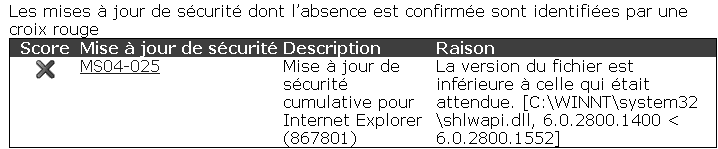 Les mises à jour de sécurité dont l'absence est confirmée sont identifiées par une
croix rouge
Score Mise à jour de sécurité Description Raison
MS04-025 Mise à jour de La version du fichier est
sécurité inférieure à celle qui était
cumulative pour attendue. [C:\WINNT\system32
Internet Explorer \shlwapi.dll, 6.0.2800.1400 <
(867801) 6.0.2800.1552]